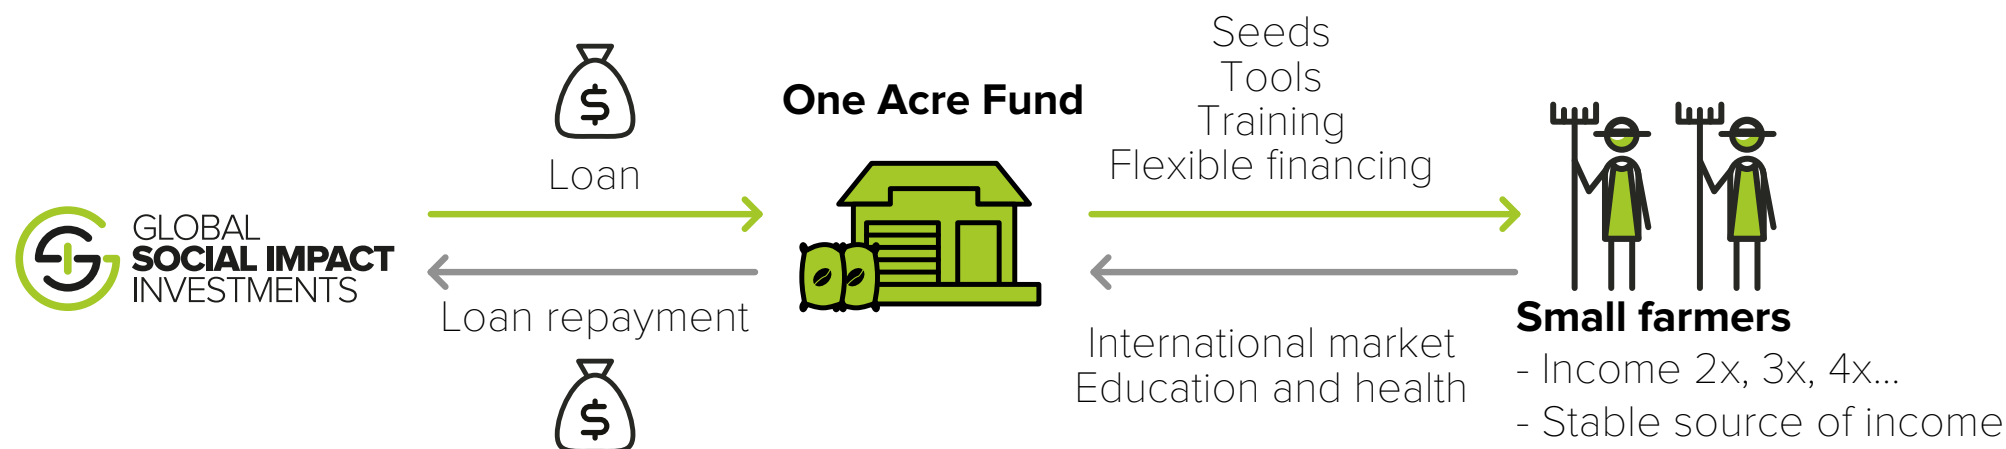 GLOBAL
SOCIAL IMPACT
INVESTMENTS
$
Loan
Loan repayment
$
One Acre Fund
Seeds
Tools
Training
Flexible financing
International market
Education and health
Small farmers
- Income 2x, 3x, 4x...
- Stable source of income